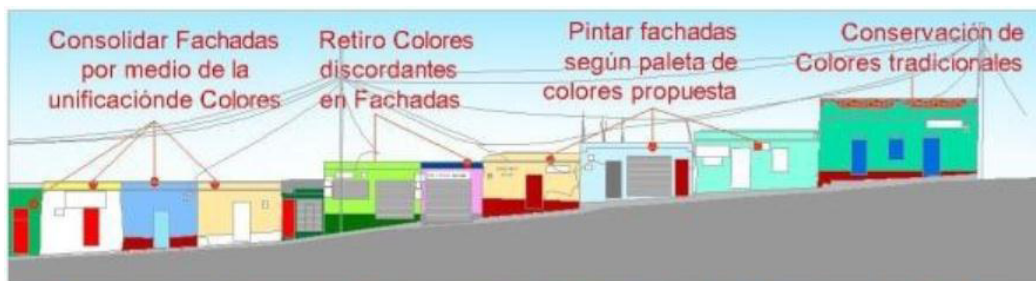 Consolidar Fachadas
por medio de la
unificaciónde Colores
Retiro Colores
discordantes
en Fachadas
Pintar fachadas
según paleta de
colores propuesta
Conservación de
Colores tradicionales